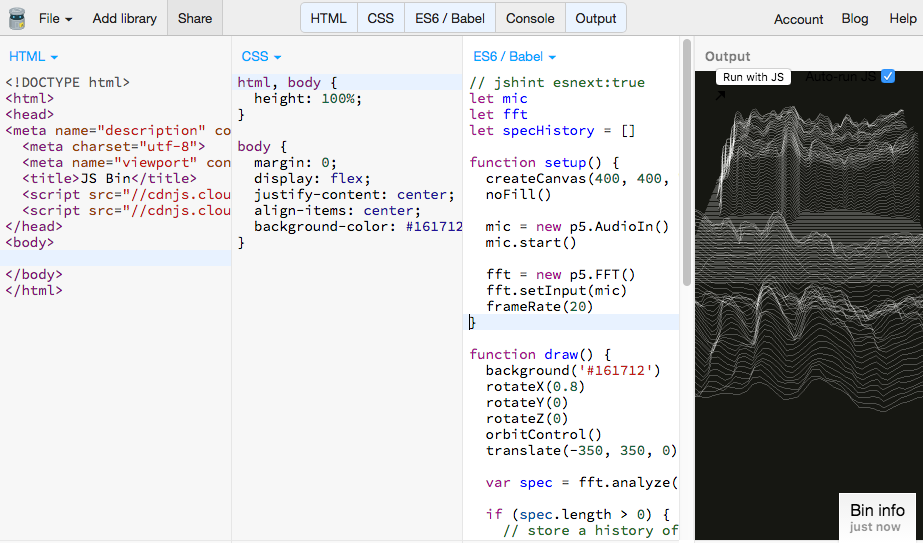 File Add library Share HTML CSS ES6 / Babel Console Output Account Blog Help
HTML
<!DOCTYPE html>
<html>
<head>
<meta name="description" co
<meta charset="utf-8">
<meta name="viewport" con
<title>JS Bin</title>
<script src="//cdnjs.clou
<script src="//cdnjs.clou
</head>
<body>
</body>
</html>
CSS
html, body {
height: 100%;
}
body {
margin: 0;
display: flex;
justify-content: center;
align-items: center;
background-color: #161712
}
ES6 / Babel
// jshint esnext:true
let mic
let fft
let specHistory = []
function setup() {
createCanvas(400, 400,
noFill()
mic = new p5.AudioIn()
mic.start()
fft = new p5.FFT()
fft.setInput(mic)
frameRate(20)
}
function draw() {
background('#161712')
rotateX(0.8)
rotateY(0)
rotateZ(0)
orbitControl()
translate(-350, 350, 0)
var spec = fft.analyze(
if (spec.length > 0) {
// store a history of
Output
Run with JS Auto-run JS
Bin info
just now